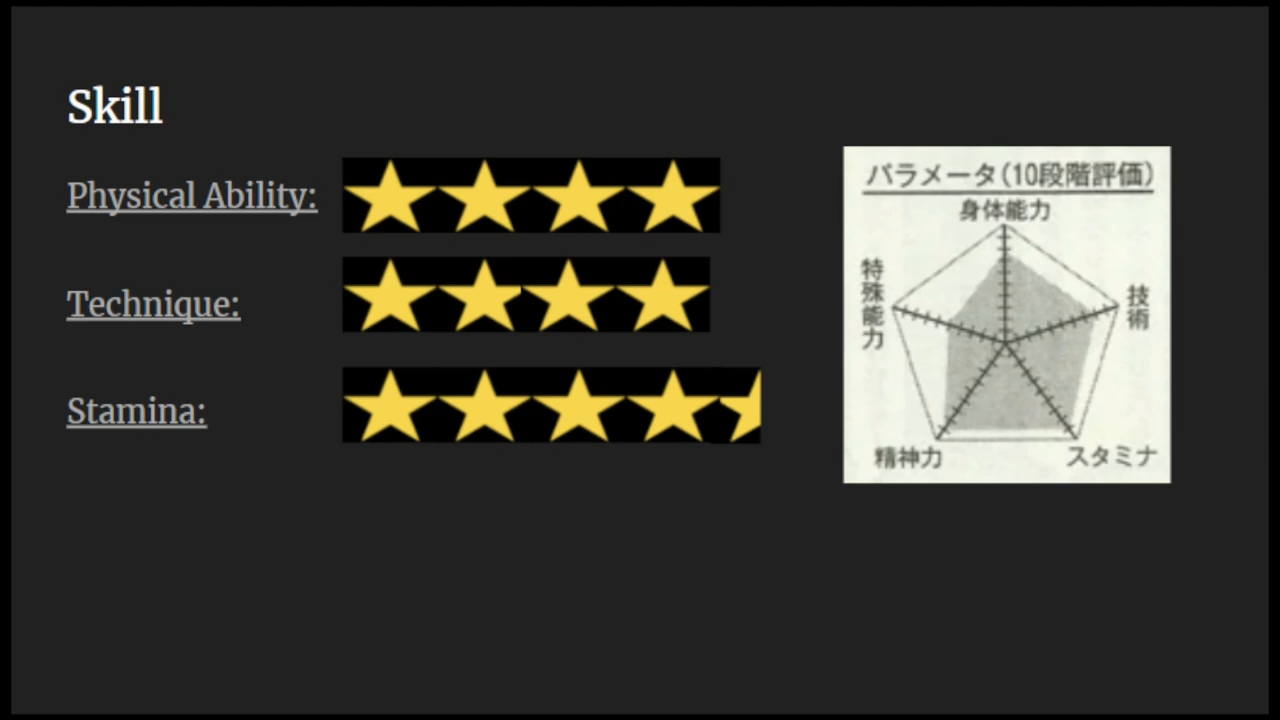 Skill
Physical Ability:
Technique:
Stamina:
パラメータ(10段階評価)
身体能力
特殊能力
技術
精神力
スタミナ